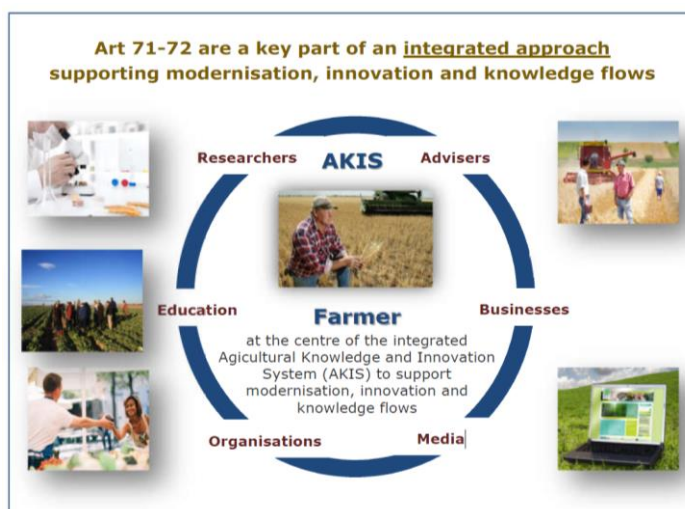 Art 71-72 are a key part of an integrated approach
supporting modernisation, innovation and knowledge flows
Researchers
AKIS
Advisers
Education
Farmer
Businesses
at the centre of the integrated
Agicultural Knowledge and Innovation
System (AKIS) to support
modernisation, innovation and
knowledge flows
Organisations
Media